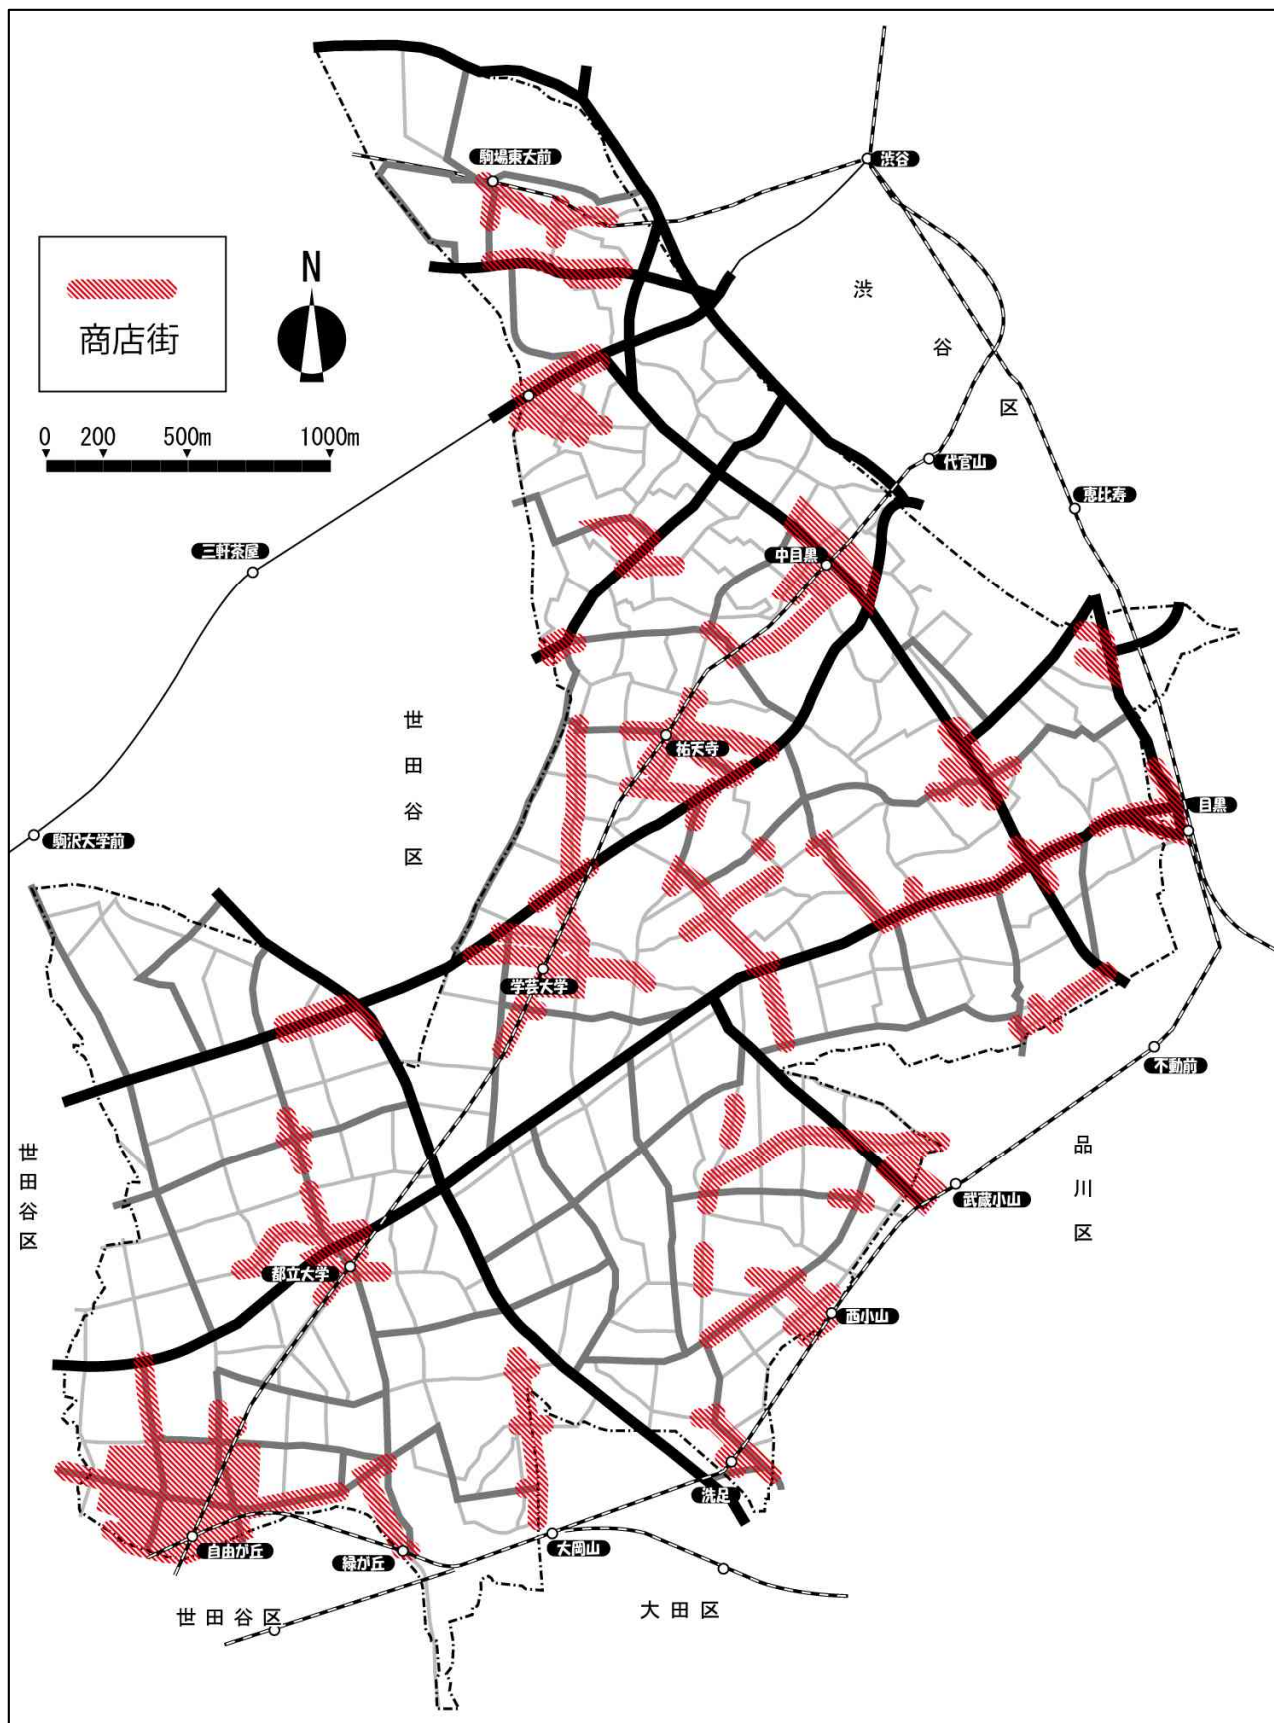 駒場東大前
渋谷
N
商店街
渋谷区
0 200 500m 1000m
代官山
恵比寿
三軒茶屋
中目黒
世田谷区
祐天寺
目黒
駒沢大学前
学芸大学
不動前
世田谷区
品川区
武蔵小山
都立大学
西小山
洗足
自由が丘
緑が丘
大岡山
世田谷区
大田区